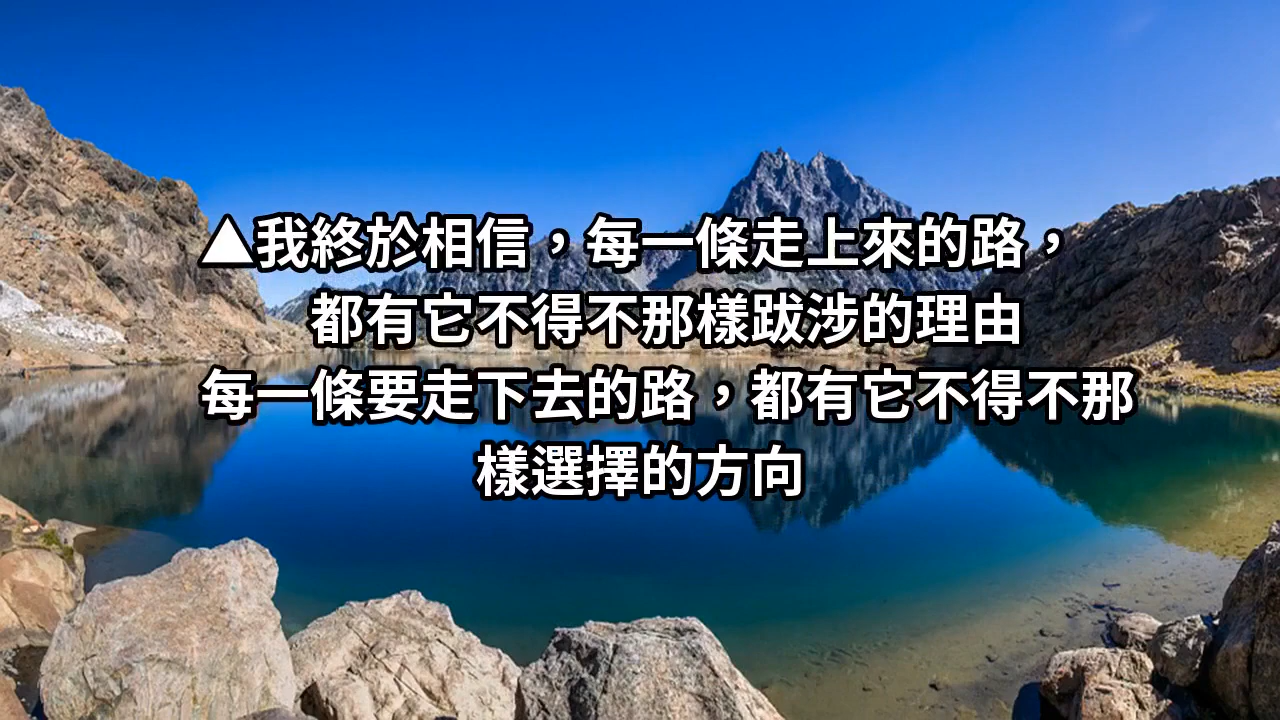 ▲我終於相信，每一條走上來的路，
都有它不得不那樣跋涉的理由
每一條要走下去的路，都有它不得不那
樣選擇的方向